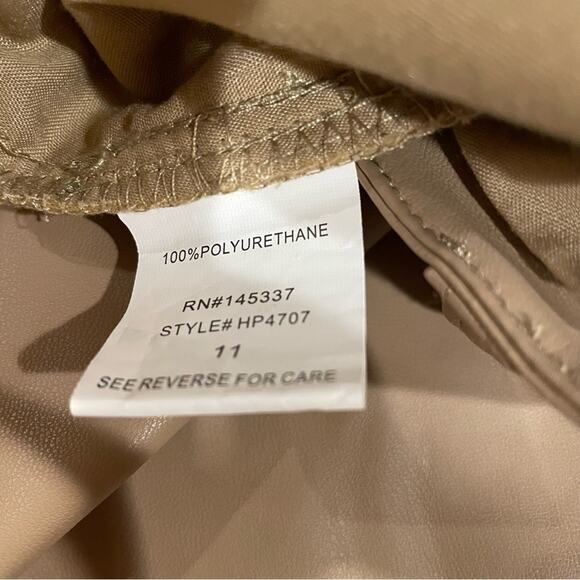 100%POLYURETHANE
RN#145337
STYLE# HP4707
11
SEE REVERSE FOR CARE